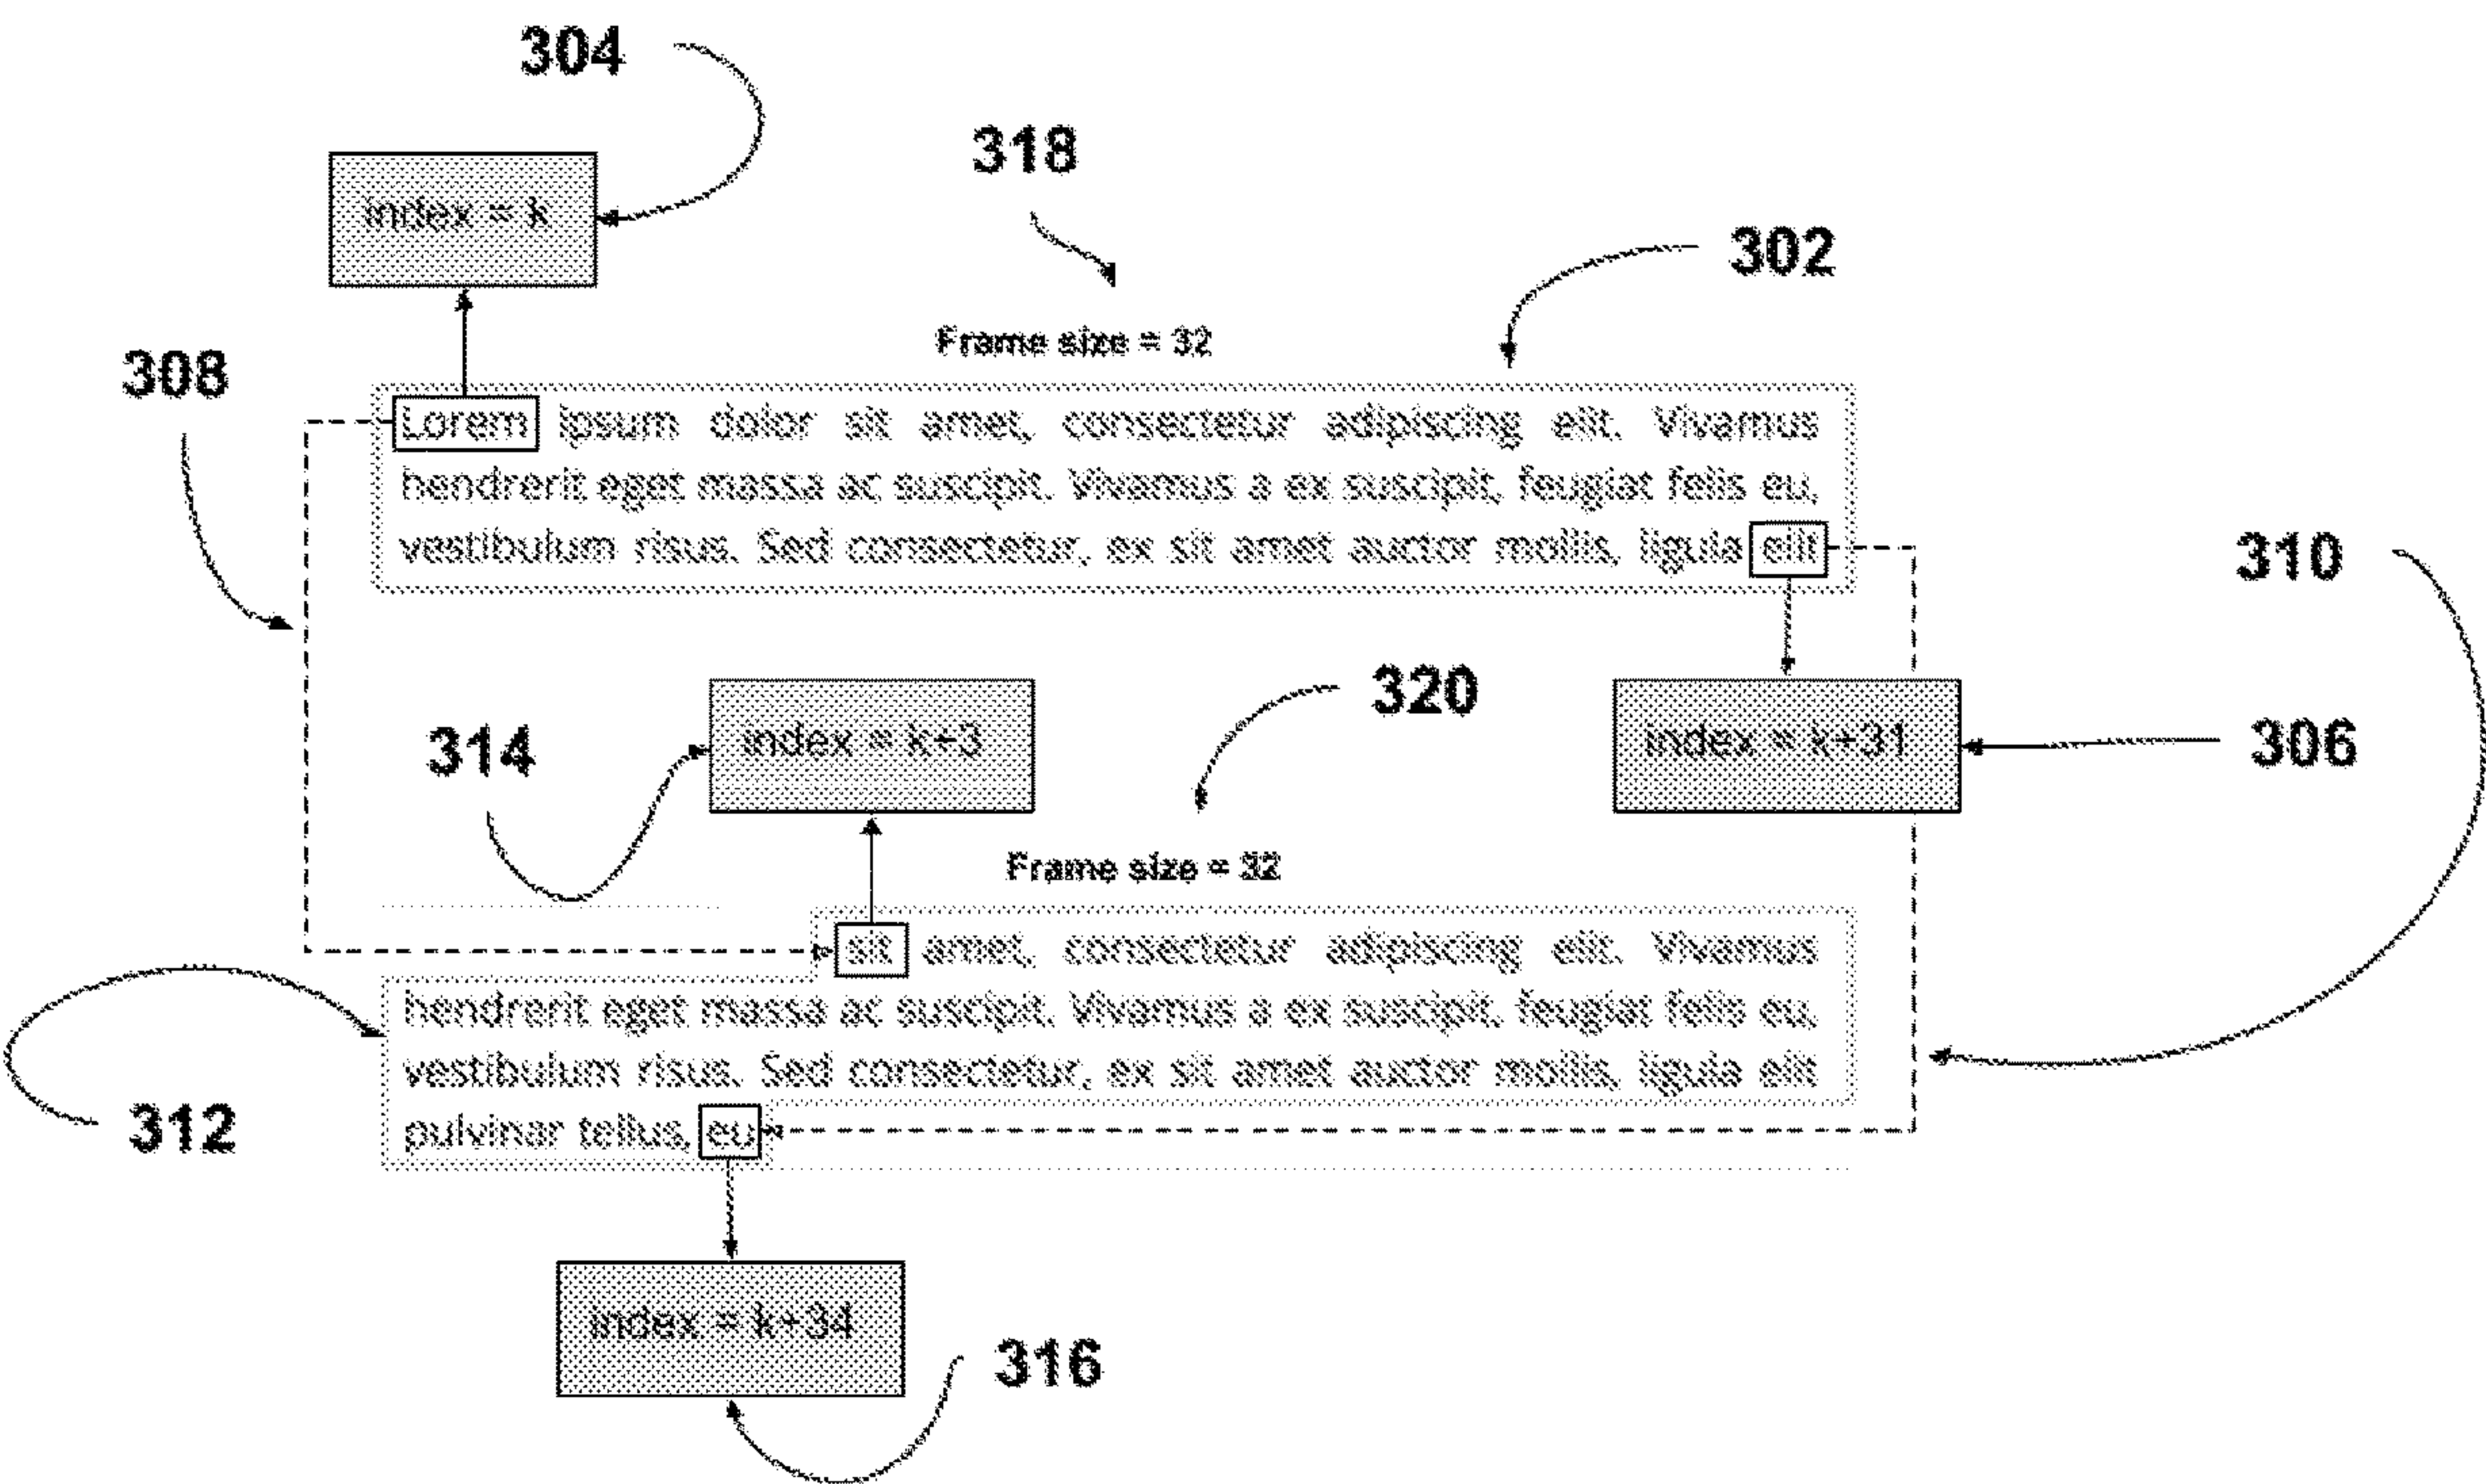 304
318
index = k
302
Frame size = 32
308
Lorem ipsum dolor sit amet, consectetur adipiscing elit. Vivamus
hendrerit eget massa ac suscipit. Vivamus a ex suscipit, feugiat felis eu,
vestibulum risus. Sed consectetur, ex sit amet auctor mollis, ligula elit
310
320
314
index = k+3
index = k+31
306
Frame size = 32
sit amet, consectetur adipiscing elit. Vivamus
hendrerit eget massa ac suscipit. Vivamus a ex suscipit, feugiat felis eu,
vestibulum risus. Sed consectetur, ex sit amet auctor mollis, ligula elit
312
pulvinar tellus, eu
index = k+34
316